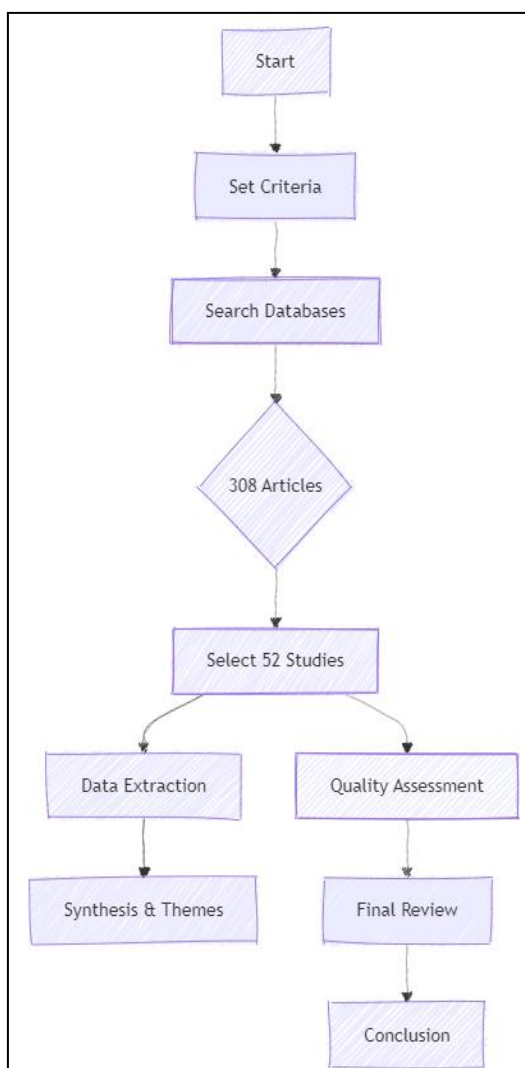 Start
Set Criteria
Search Databases
308 Articles
Select 52 Studies
Data Extraction
Quality Assessment
Synthesis & Themes
Final Review
Conclusion